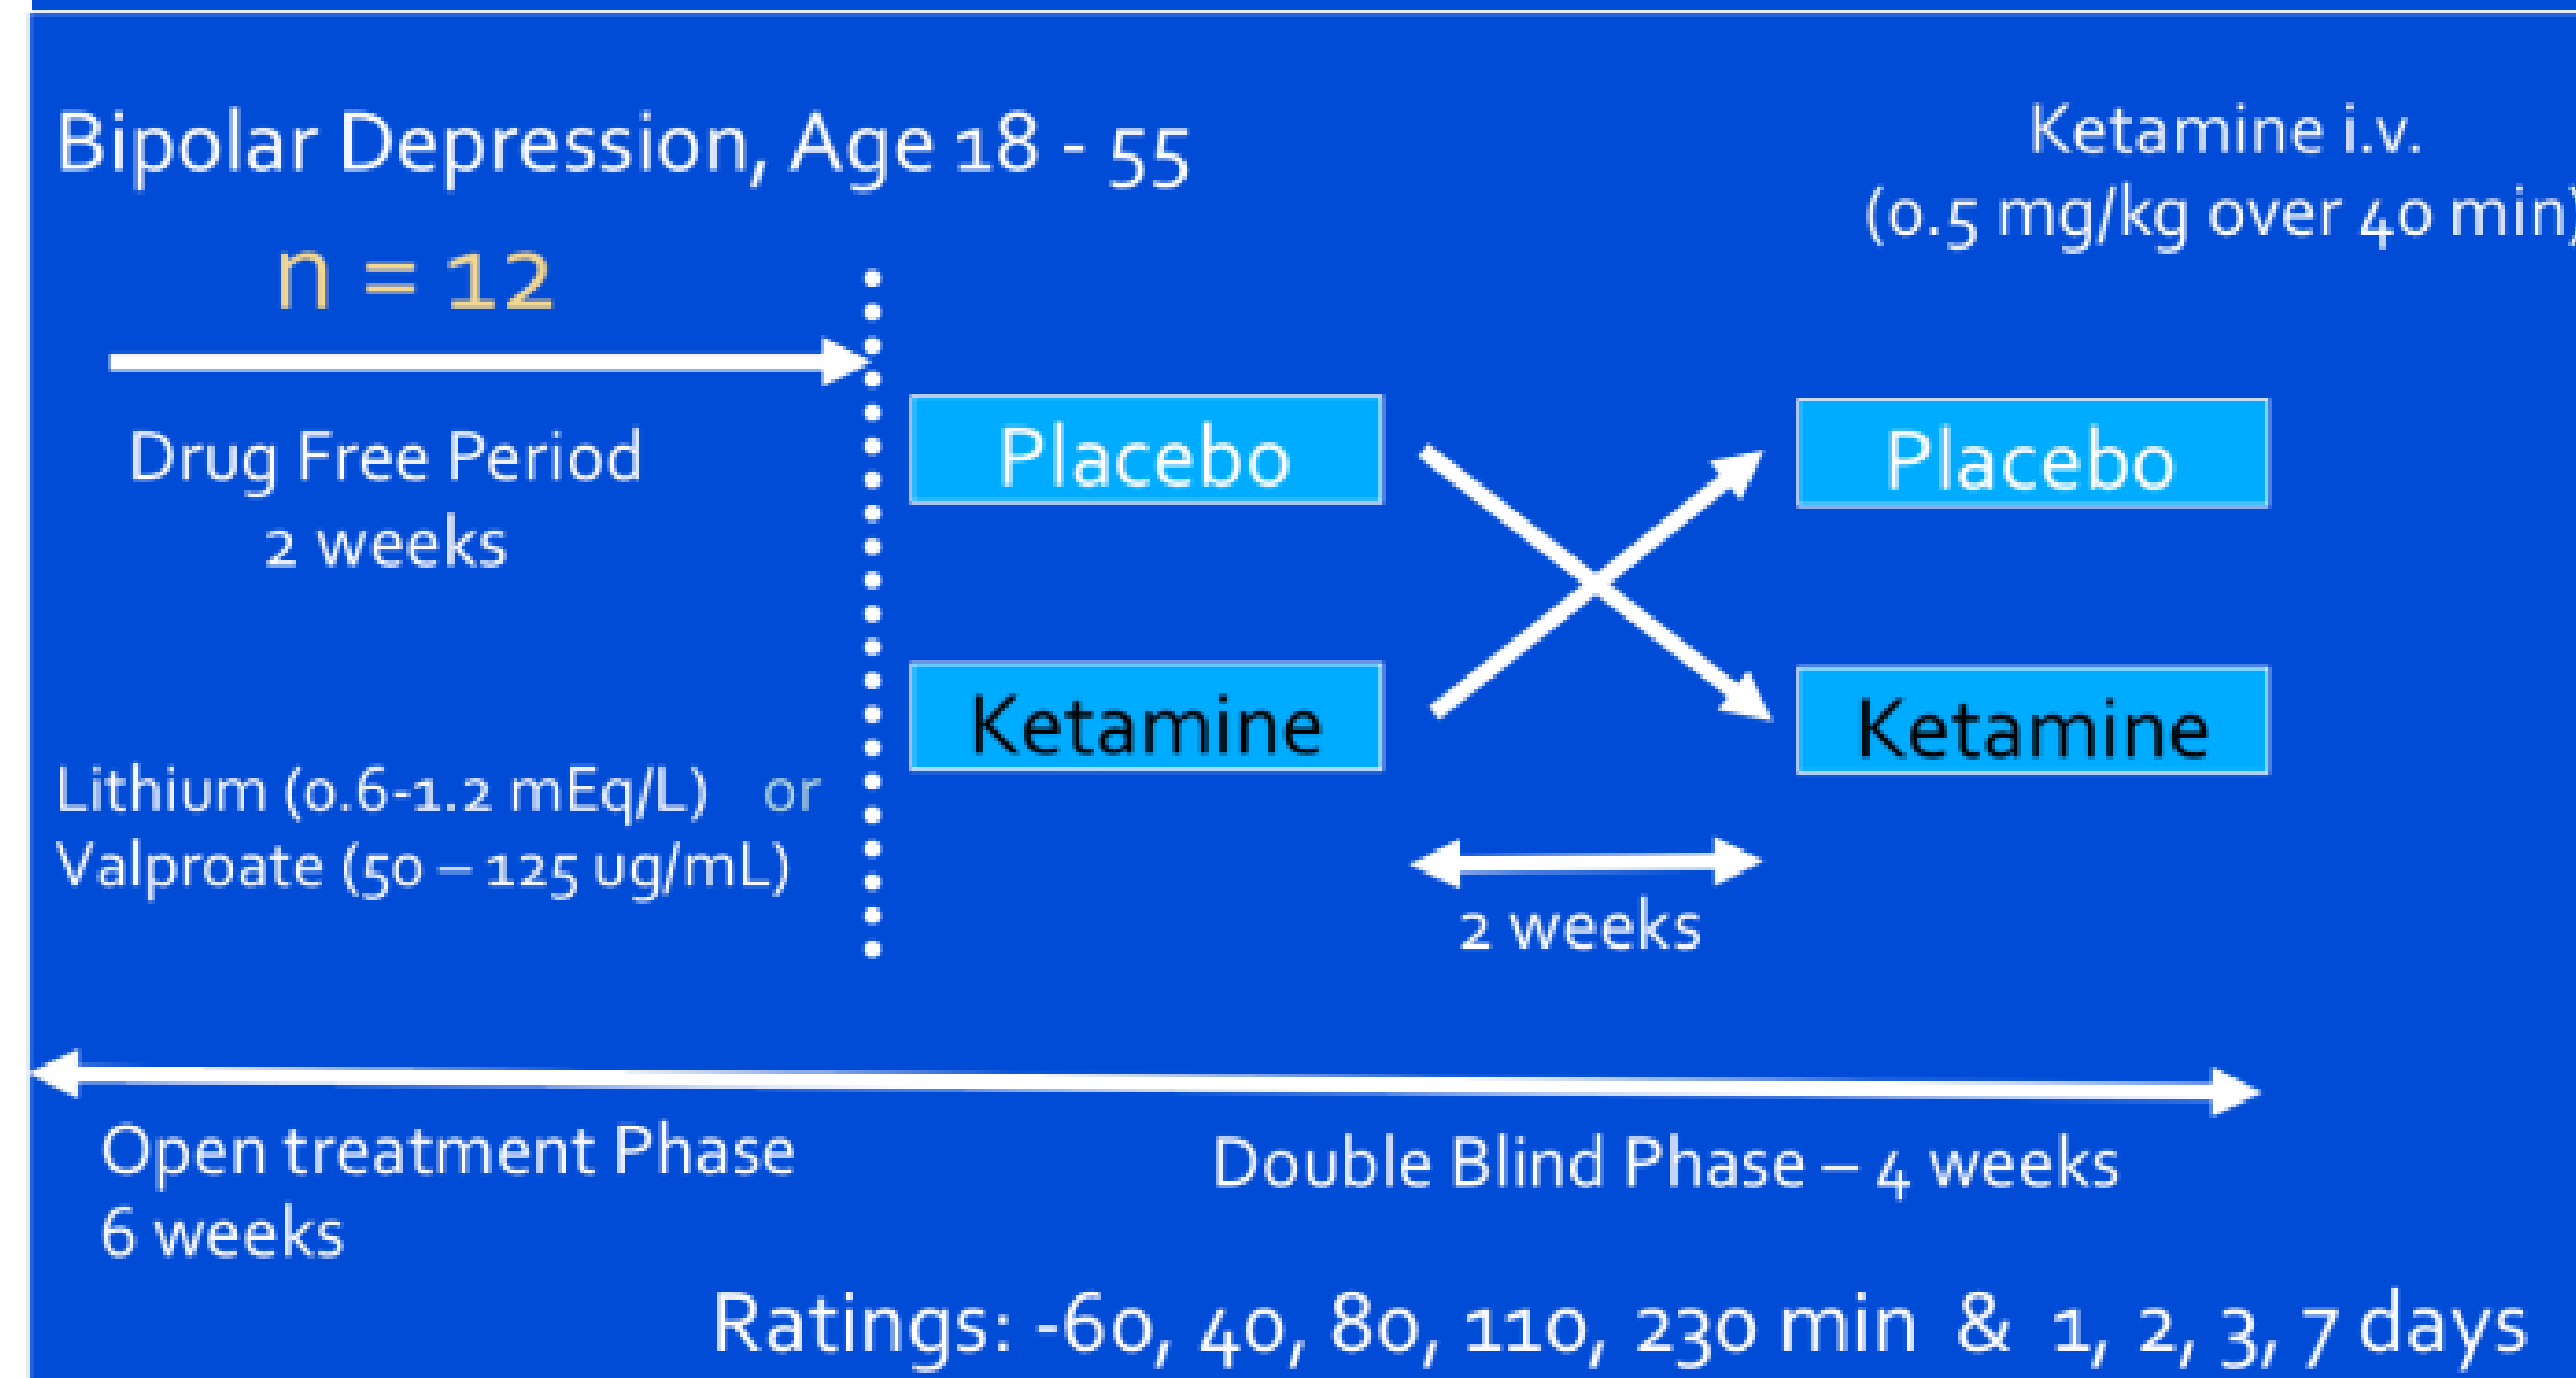 Bipolar Depression, Age 18 - 55
Ketamine i.v.
(0.5 mg/kg over 40 min)
n = 12
Drug Free Period
2 weeks
Placebo
Placebo
Ketamine
Ketamine
Lithium (0.6-1.2 mEq/L) or
Valproate (50 – 125 ug/mL)
2 weeks
Open treatment Phase
6 weeks
Double Blind Phase – 4 weeks
Ratings: -60, 40, 80, 110, 230 min & 1, 2, 3, 7 days